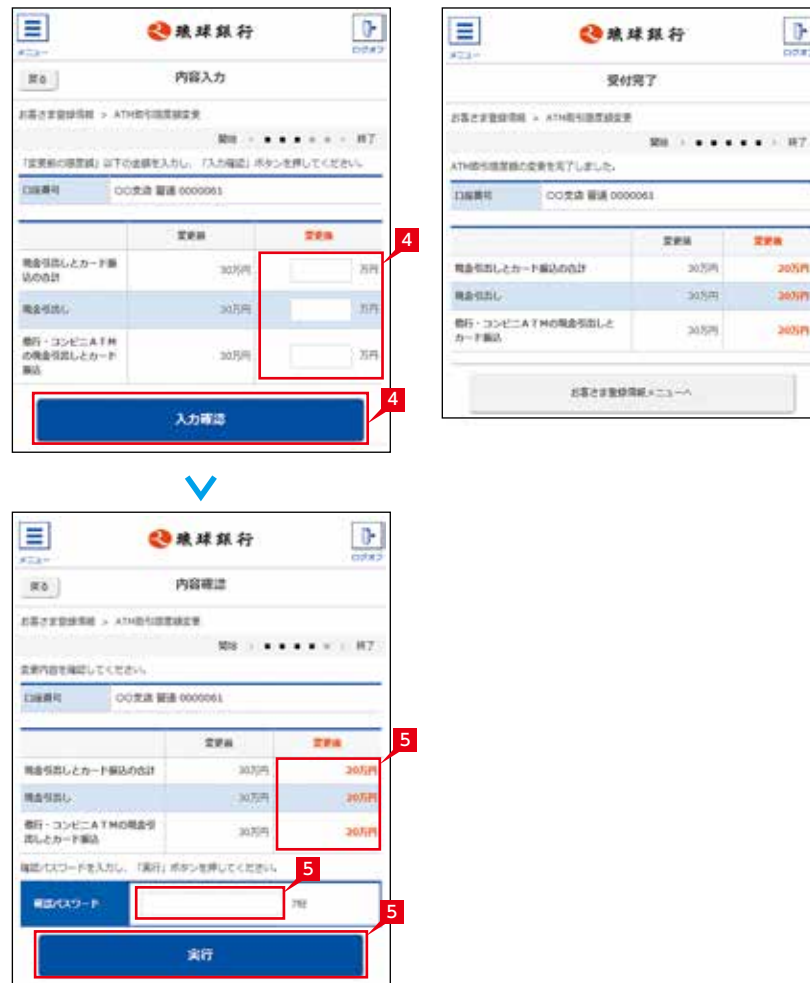 メニュー
琉球銀行
ログオフ
戻る
内容入力
お客さま登録情報 > ATM取引限度額変更
開始 終了
「変更前の限度額」以下の金額を入力し、「入力確認」ボタンを押してください。
口座番号 〇〇支店 普通 0000061
変更前 変更後
4
現金引出しとカード振
込の合計
30万円 万円
現金引出し 30万円 万円
他行・コンビニATM
の現金引出しとカード
振込
30万円 万円
4
入力確認
メニュー
琉球銀行
ログオフ
戻る
内容確認
お客さま登録情報 > ATM取引限度額変更
開始 終了
変更内容を確認してください。
口座番号 〇〇支店 普通 0000061
変更前 変更後
5
現金引出しとカード振込の合計 30万円 20万円
現金引出し 30万円 20万円
他行・コンビニATMの現金引
出しとカード振込
30万円 20万円
確認パスワードを入力し、「実行」ボタンを押してください。
5
確認パスワード
5
実行
メニュー
琉球銀行
受付完了
お客さま登録情報 > ATM取引限度額変更
開始 終了
ATM取引限度額の変更を完了しました。
口座番号 〇〇支店 普通 0000061
変更前 変更後
現金引出しとカード振込の合計 30万円 20万円
現金引出し 30万円 20万円
他行・コンビニATMの現金引出しと
カード振込
30万円 20万円
お客さま登録情報メニューへ